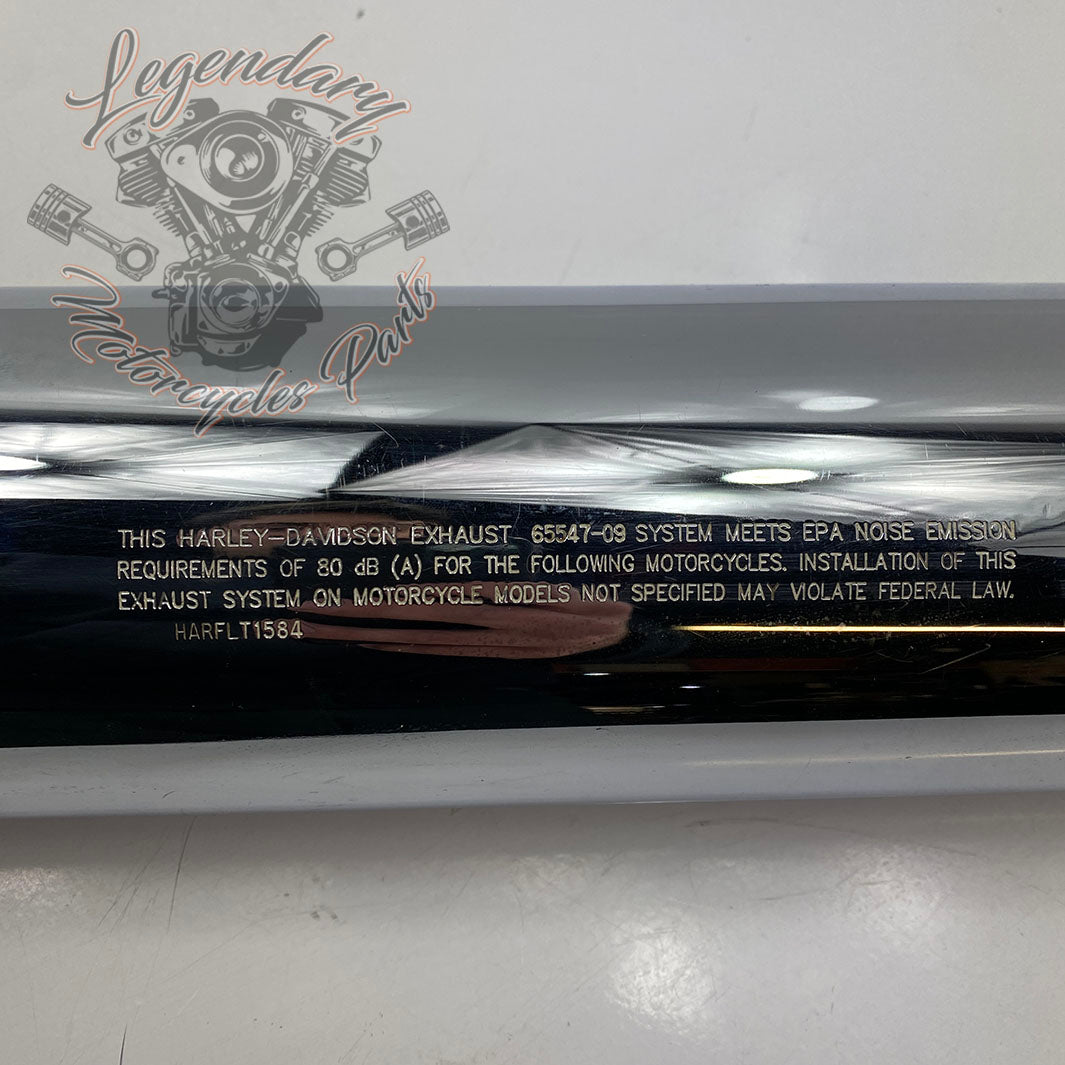 Legendary
Motorcycles Parts
THIS HARLEY-DAVIDSON EXHAUST 65547-09 SYSTEM MEETS EPA NOISE EMISSION
REQUIREMENTS OF 80 dB (A) FOR THE FOLLOWING MOTORCYCLES. INSTALLATION OF THIS
EXHAUST SYSTEM ON MOTORCYCLE MODELS NOT SPECIFIED MAY VIOLATE FEDERAL LAW.
HARFLT1584